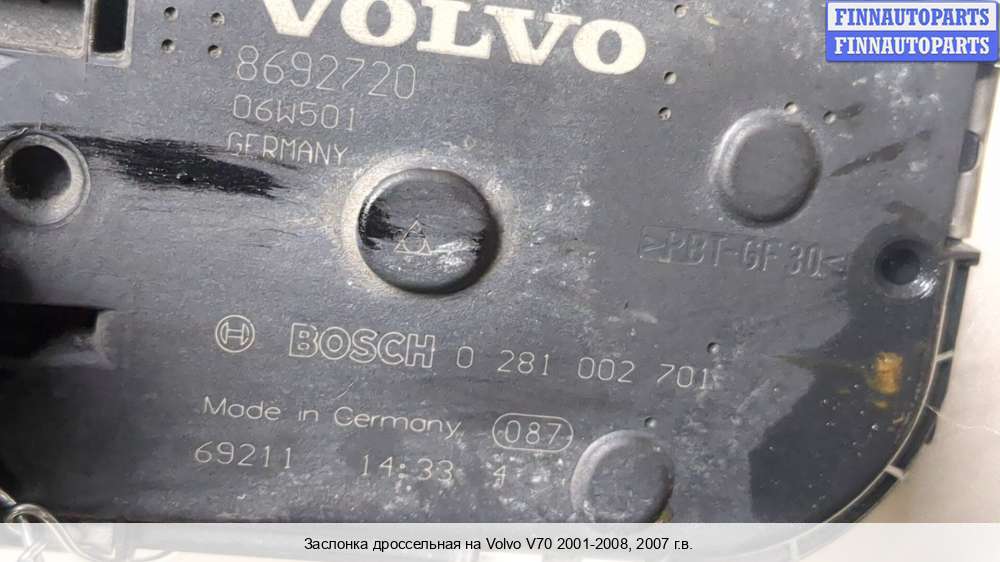 FINNAUTOPARTS
FINNAUTOPARTS
VOLVO
8692720
06W501
GERMANY
>PBT-GF30<
BOSCH 0 281 002 701
Made in Germany 087
69211 14:33 4
Заслонка дроссельная на Volvo V70 2001-2008, 2007 г.в.